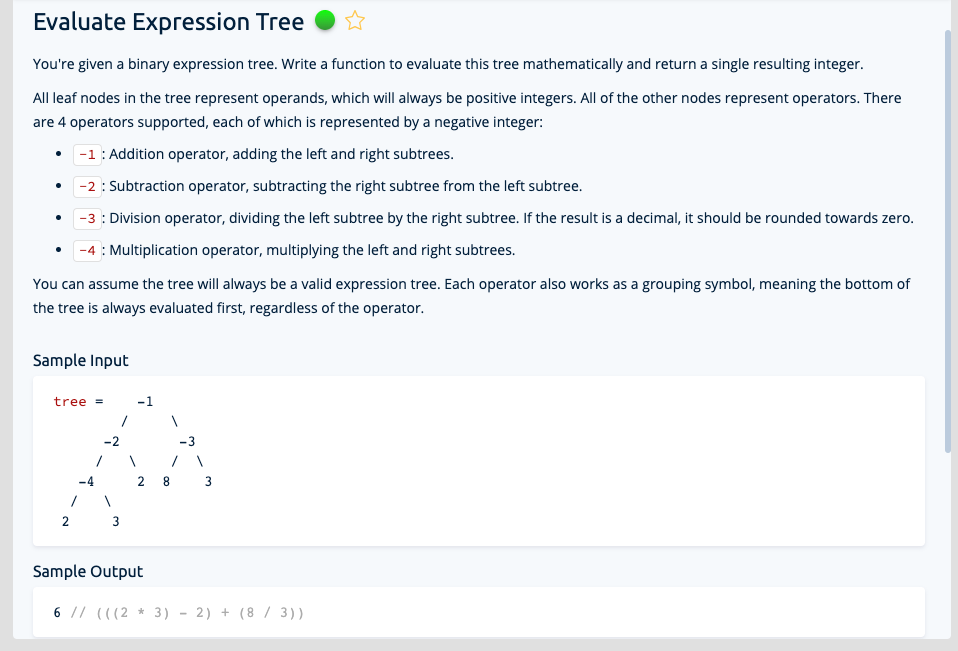 Evaluate Expression Tree
You're given a binary expression tree. Write a function to evaluate this tree mathematically and return a single resulting integer.
All leaf nodes in the tree represent operands, which will always be positive integers. All of the other nodes represent operators. There
are 4 operators supported, each of which is represented by a negative integer:
• -1 : Addition operator, adding the left and right subtrees.
• -2 : Subtraction operator, subtracting the right subtree from the left subtree.
• -3 : Division operator, dividing the left subtree by the right subtree. If the result is a decimal, it should be rounded towards zero.
• -4 : Multiplication operator, multiplying the left and right subtrees.
You can assume the tree will always be a valid expression tree. Each operator also works as a grouping symbol, meaning the bottom of
the tree is always evaluated first, regardless of the operator.
Sample Input
tree =    -1
        /     \
      -2       -3
     /   \    /  \
   -4     2  8    3
  /   \
 2     3
Sample Output
6 // (((2 * 3) - 2) + (8 / 3))